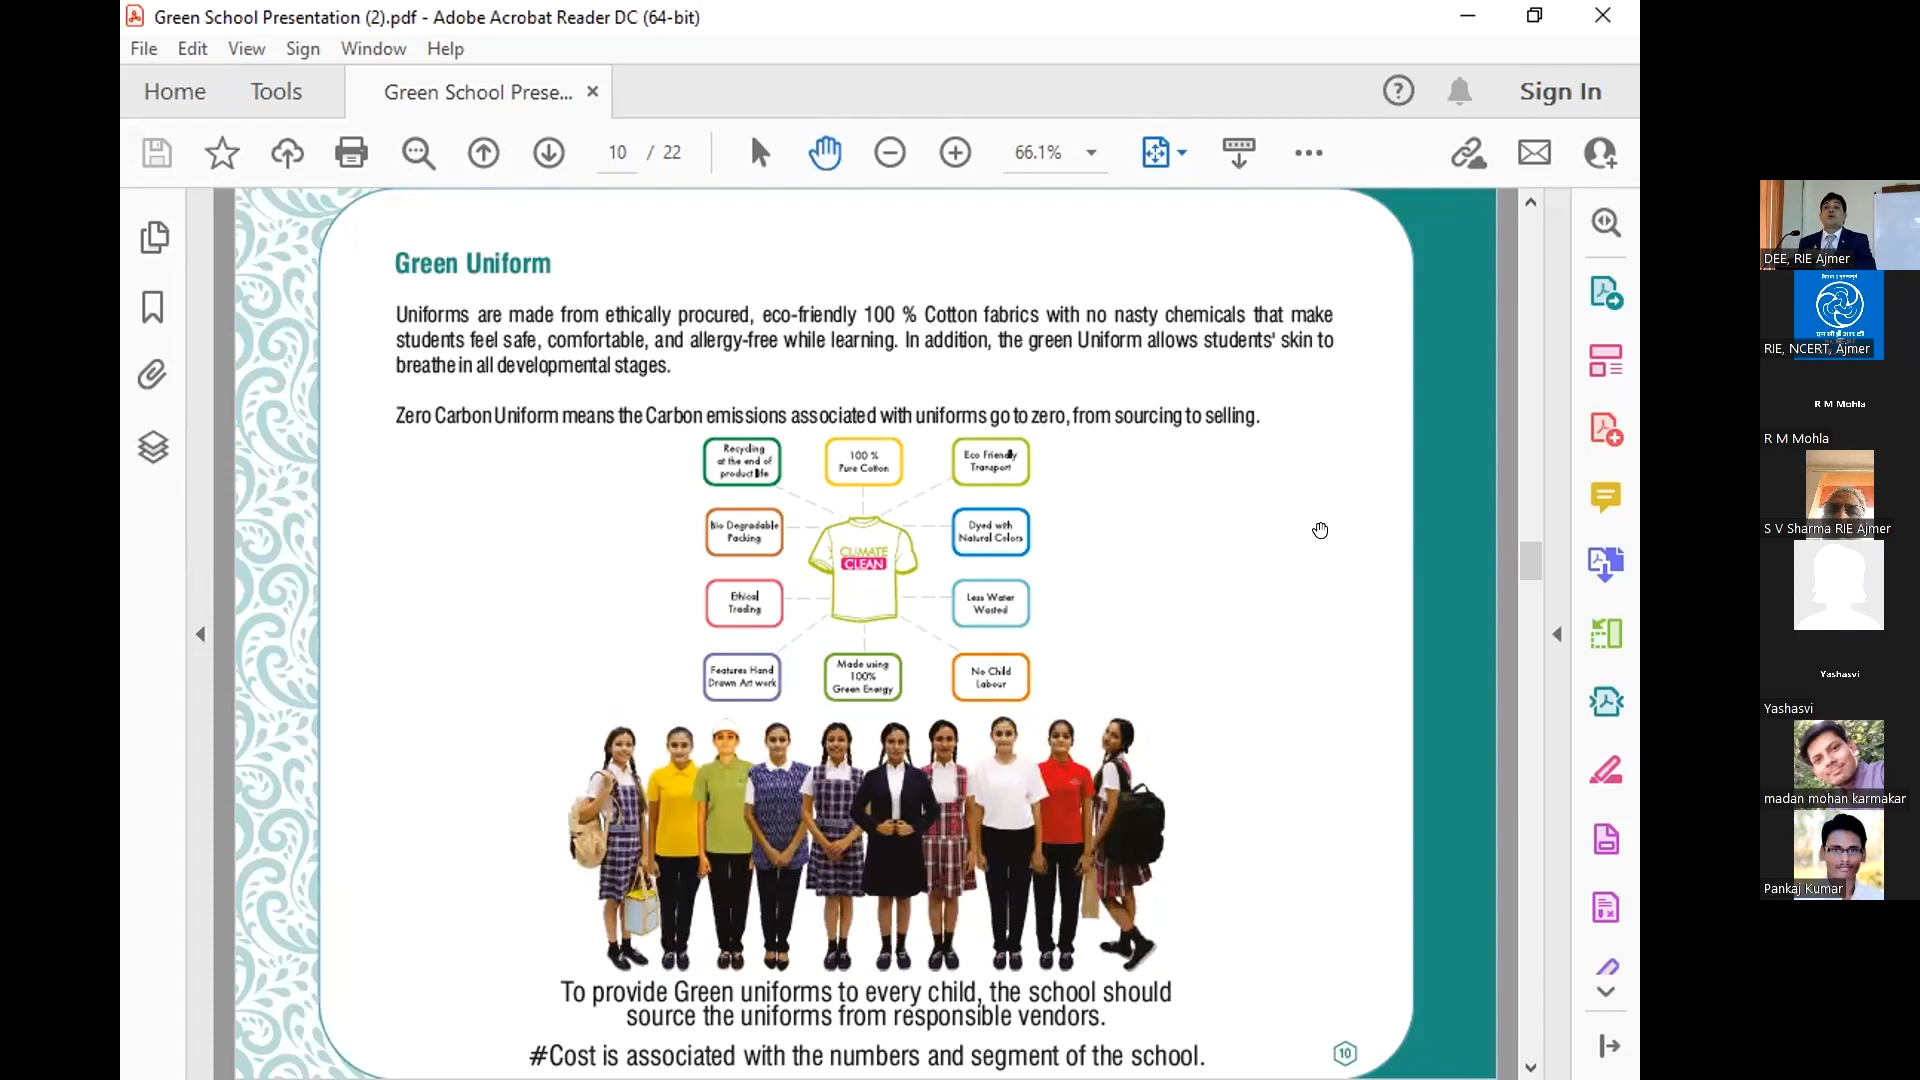 Green School Presentation (2).pdf - Adobe Acrobat Reader DC (64-bit)
File Edit View Sign Window Help
Home Tools Green School Prese... Sign In
10 / 22 66.1%
Green Uniform
Uniforms are made from ethically procured, eco-friendly 100 % Cotton fabrics with no nasty chemicals that make
students feel safe, comfortable, and allergy-free while learning. In addition, the green Uniform allows students' skin to
breathe in all developmental stages.
Zero Carbon Uniform means the Carbon emissions associated with uniforms go to zero, from sourcing to selling.
Recycling
at the end of
product life
100 %
Pure Cotton
Eco Friendly
Transport
Bio Degradable
Packing
CLIMATE
CLEAN
Dyed with
Natural Colors
Ethical
Trading
Less Water
Wasted
Features Hand
Drawn Art work
Made using
100%
Green Energy
No Child
Labour
To provide Green uniforms to every child, the school should
source the uniforms from responsible vendors.
#Cost is associated with the numbers and segment of the school.
10
DEE, RIE Ajmer
RIE, NCERT, Ajmer
R M Mohla
R M Mohla
S V Sharma RIE Ajmer
Yashasvi
Yashasvi
madan mohan karmakar
Pankaj Kumar